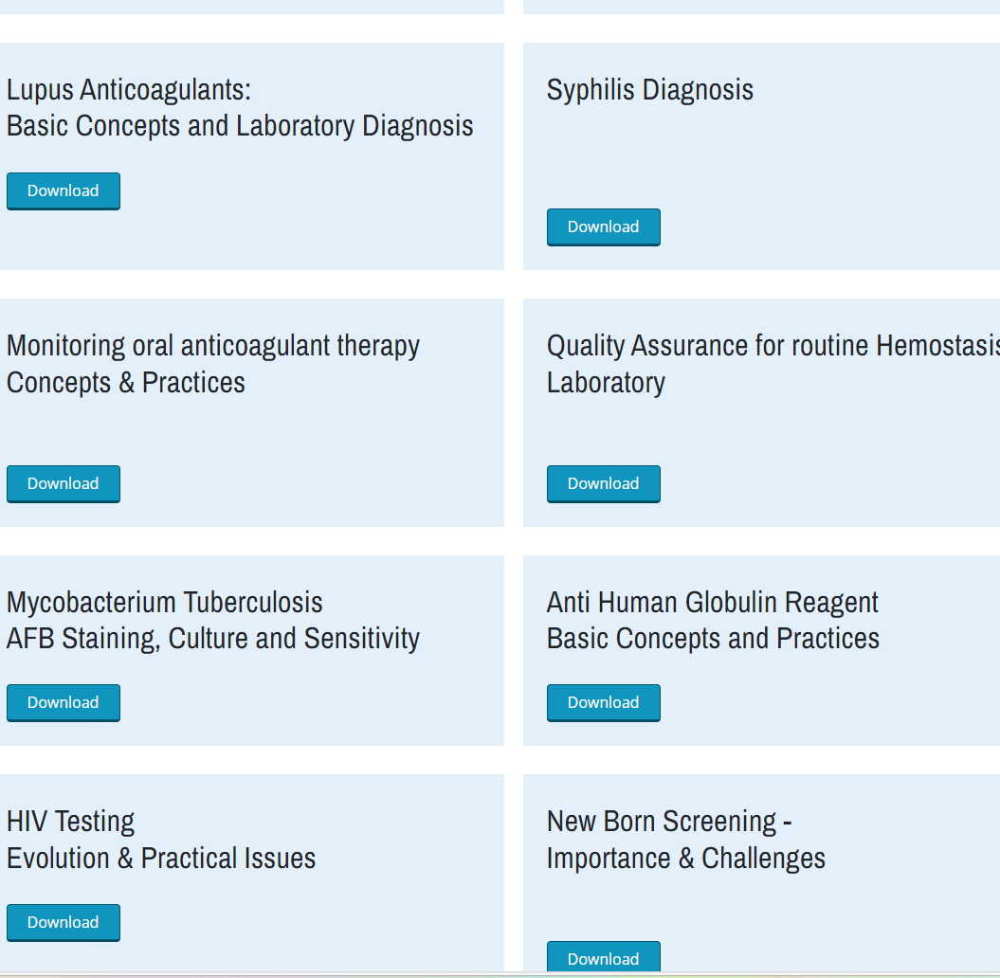 Lupus Anticoagulants:
Basic Concepts and Laboratory Diagnosis
Download
Syphilis Diagnosis
Download
Monitoring oral anticoagulant therapy
Concepts & Practices
Download
Quality Assurance for routine Hemostasis
Laboratory
Download
Mycobacterium Tuberculosis
AFB Staining, Culture and Sensitivity
Download
Anti Human Globulin Reagent
Basic Concepts and Practices
Download
HIV Testing
Evolution & Practical Issues
Download
New Born Screening -
Importance & Challenges
Download